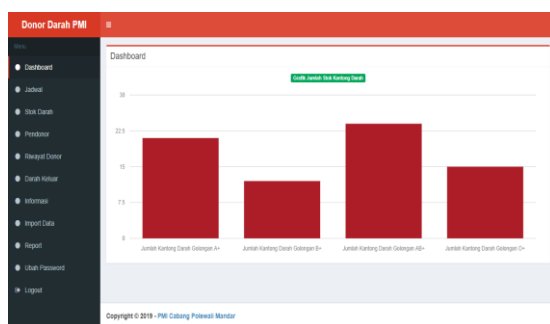 Donor Darah PMI
Menu
Dashboard
Jadwal
Stok Darah
Pendonor
Riwayat Donor
Darah Keluar
Informasi
Import Data
Report
Ubah Password
Logout
Dashboard
Grafik Jumlah Stok Kantong Darah
30
22.5
15
7.5
0
Jumlah Kantong Darah Golongan A+ Jumlah Kantong Darah Golongan B+ Jumlah Kantong Darah Golongan AB+ Jumlah Kantong Darah Golongan O+
Copyright © 2019 - PMI Cabang Polewali Mandar